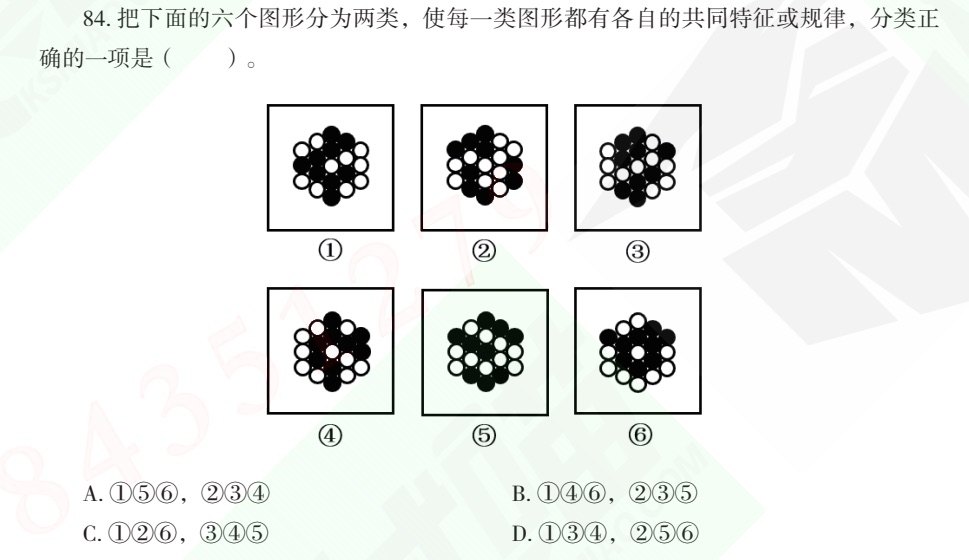 84. 把下面的六个图形分为两类，使每一类图形都有各自的共同特征或规律，分类正
确的一项是（　　）。
① ② ③
④ ⑤ ⑥
A. ①⑤⑥，②③④ B. ①④⑥，②③⑤
C. ①②⑥，③④⑤ D. ①③④，②⑤⑥
84351279